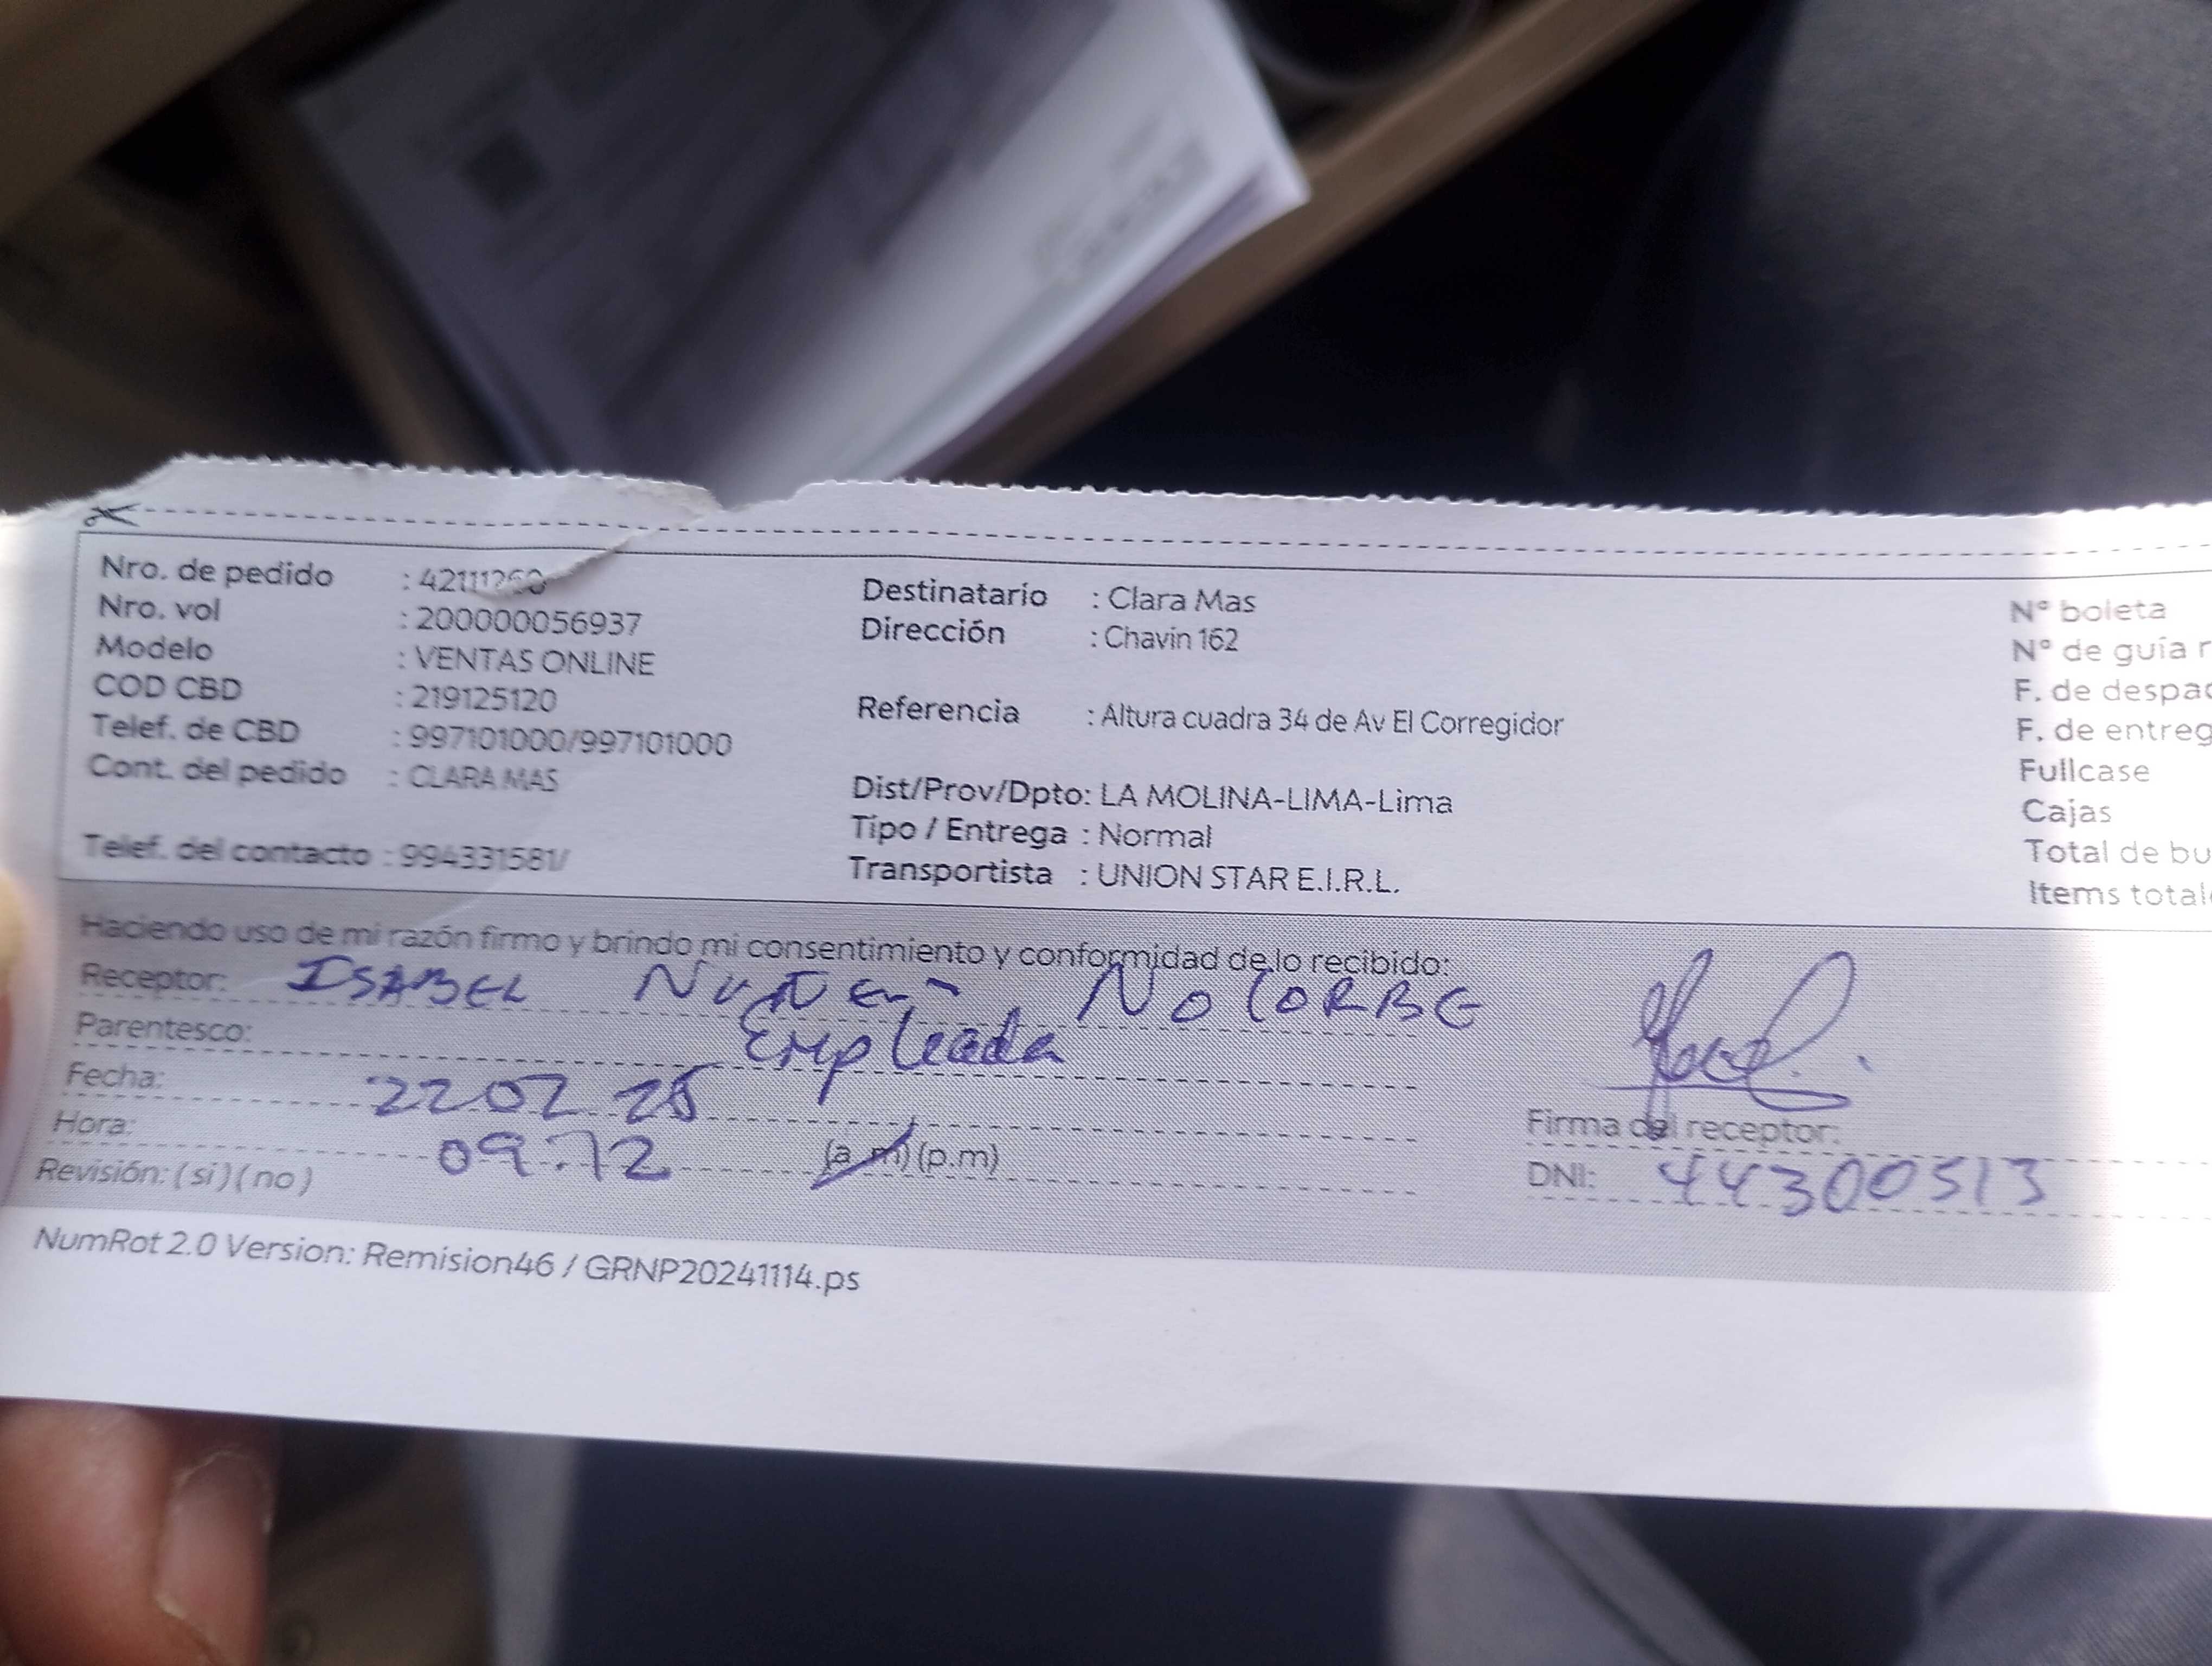 Nro. de pedido : 42111260
Nro. vol : 200000056937
Modelo : VENTAS ONLINE
COD CBD : 219125120
Telef. de CBD : 997101000/997101000
Cont. del pedido : CLARA MAS
Telef. del contacto : 994331581/
Destinatario : Clara Mas
Dirección : Chavin 162
Referencia : Altura cuadra 34 de Av El Corregidor
Dist/Prov/Dpto: LA MOLINA-LIMA-Lima
Tipo / Entrega : Normal
Transportista : UNION STAR E.I.R.L.
N° boleta
N° de guía r
F. de despac
F. de entreg
Fullcase
Cajas
Total de bu
Items total
Haciendo uso de mi razón firmo y brindo mi consentimiento y conformidad de lo recibido:
Receptor: ISABEL NOLORBE
Parentesco: Empleada
Fecha: 22 02 25
Hora: 09:12 (a.m) (p.m)
Revisión: (si) (no)
Firma del receptor:
DNI: 44300513
NumRot 2.0 Version: Remision46 / GRNP20241114.ps